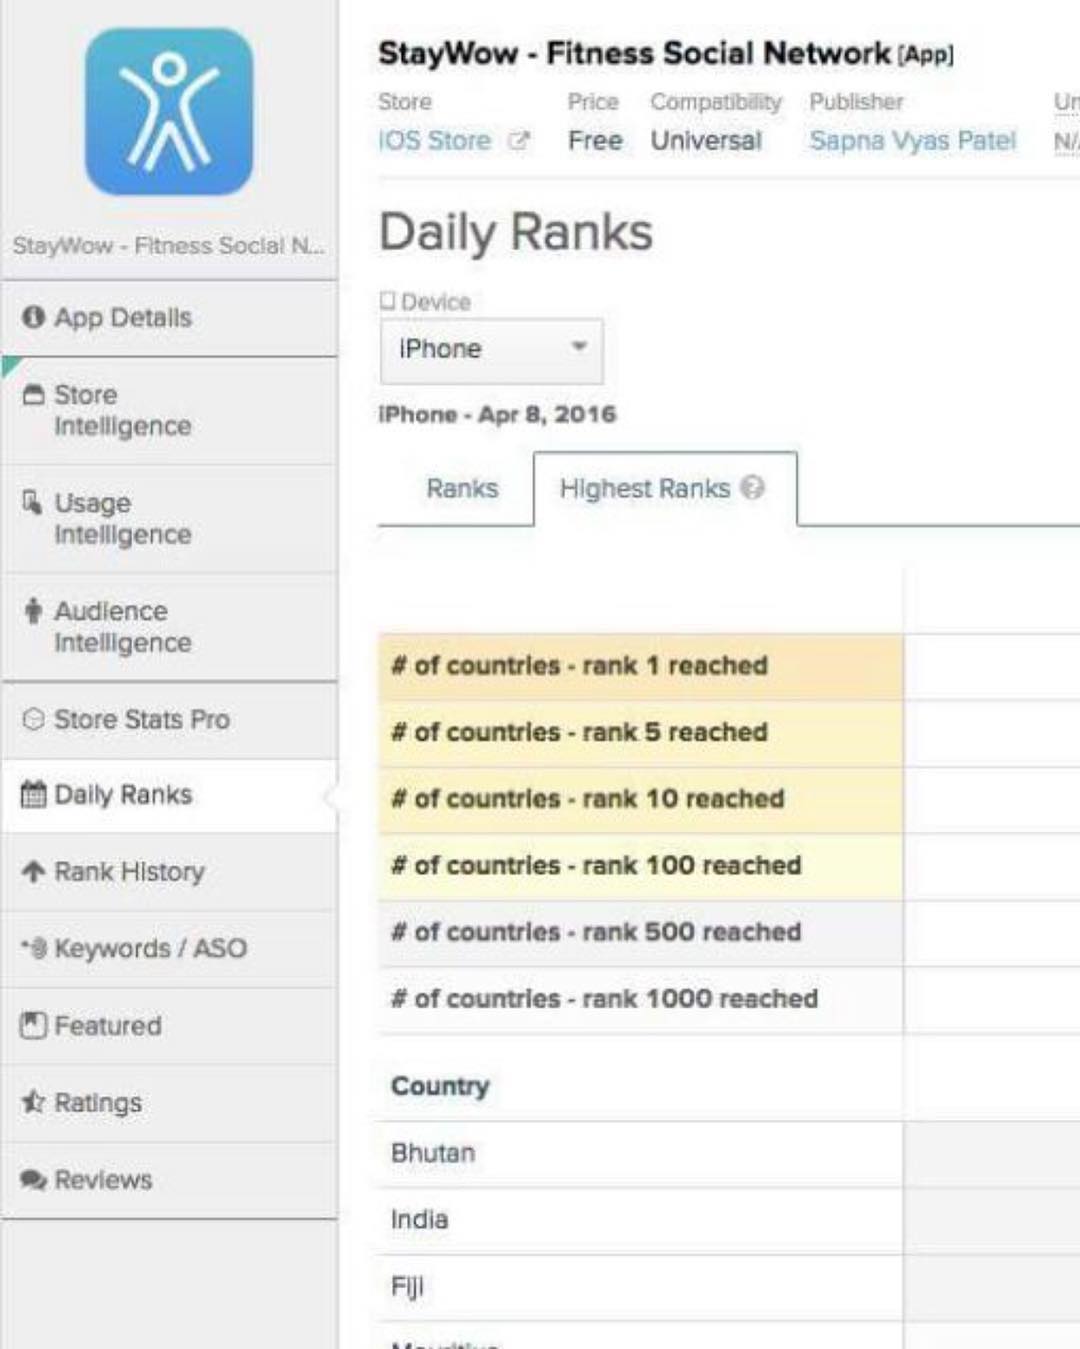 StayWow - Fitness Social Network [App]
Store Price Compatibility Publisher
iOS Store Free Universal Sapna Vyas Patel
StayWow - Fitness Social N...
Daily Ranks
App Details
Device
iPhone
Store
Intelligence
iPhone - Apr 8, 2016
Usage
Intelligence
Ranks Highest Ranks ?
Audience
Intelligence
# of countries - rank 1 reached
Store Stats Pro
# of countries - rank 5 reached
Daily Ranks
# of countries - rank 10 reached
Rank History
# of countries - rank 100 reached
Keywords / ASO
# of countries - rank 500 reached
Featured
# of countries - rank 1000 reached
Ratings
Country
Reviews
Bhutan
India
Fiji